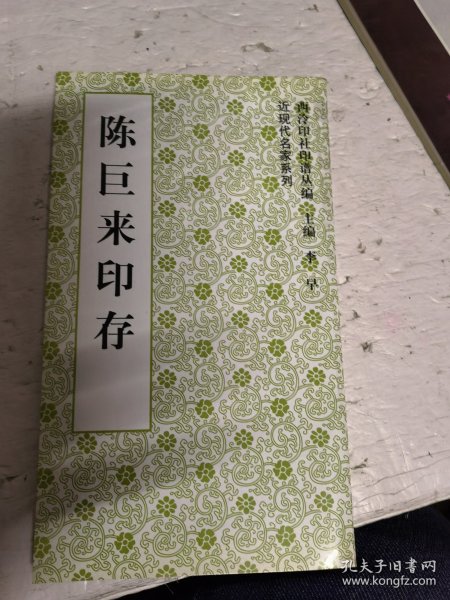 西泠印社印谱丛编 主编 李早
近现代名家系列
陈巨来印存
孔夫子旧书网
www.kongfz.com